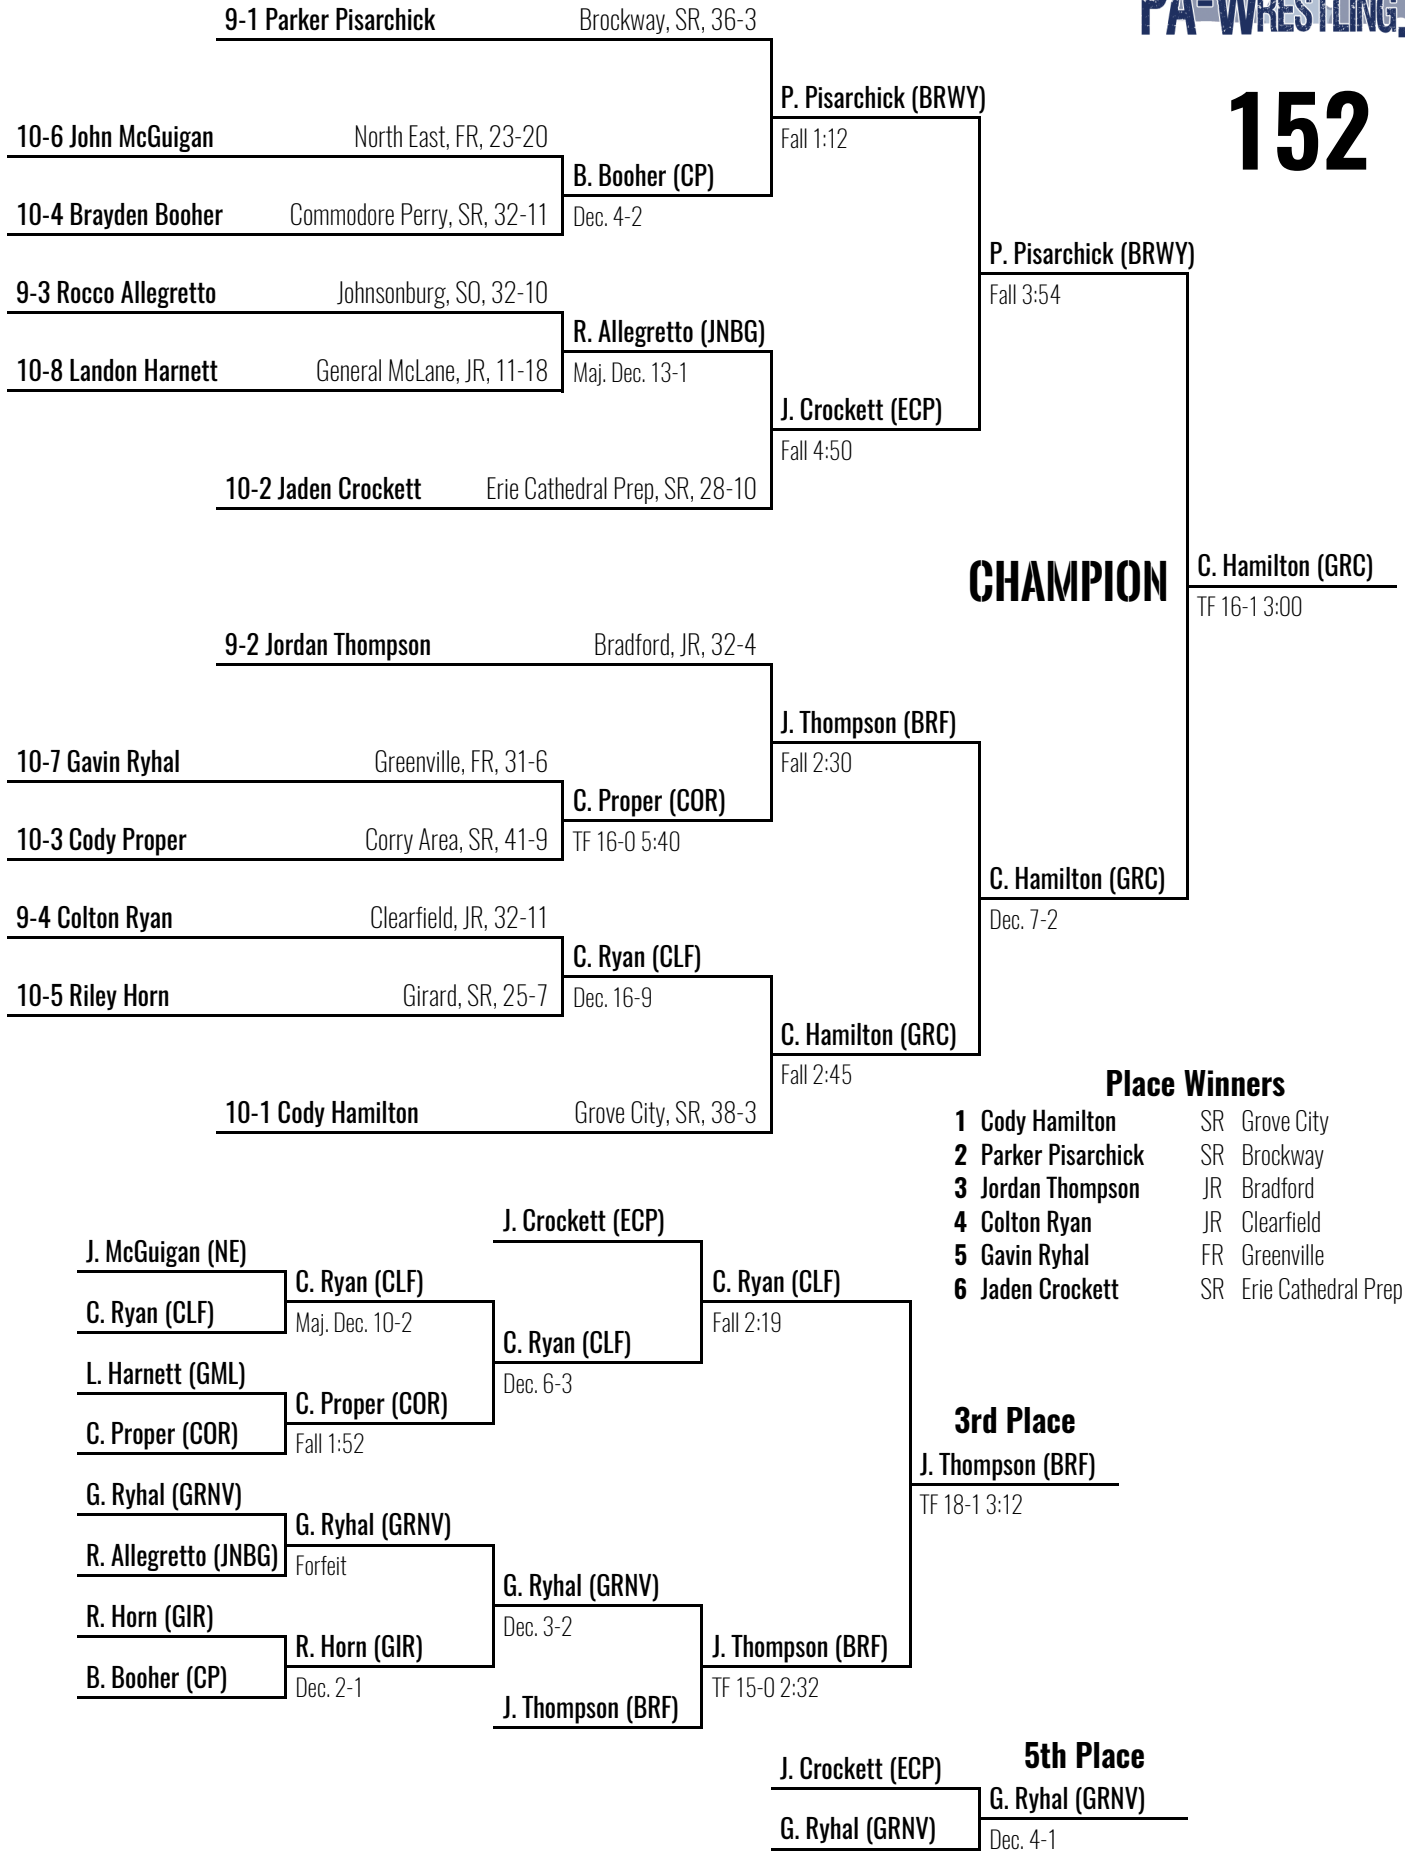 PA-WRESTLING.
152
9-1 Parker Pisarchick Brockway, SR, 36-3
P. Pisarchick (BRWY)
Fall 1:12
10-6 John McGuigan North East, FR, 23-20
B. Booher (CP)
Dec. 4-2
10-4 Brayden Booher Commodore Perry, SR, 32-11
P. Pisarchick (BRWY)
Fall 3:54
9-3 Rocco Allegretto Johnsonburg, SO, 32-10
R. Allegretto (JNBG)
Maj. Dec. 13-1
10-8 Landon Harnett General McLane, JR, 11-18
J. Crockett (ECP)
Fall 4:50
10-2 Jaden Crockett Erie Cathedral Prep, SR, 28-10
CHAMPION
C. Hamilton (GRC)
TF 16-1 3:00
9-2 Jordan Thompson Bradford, JR, 32-4
J. Thompson (BRF)
Fall 2:30
10-7 Gavin Ryhal Greenville, FR, 31-6
C. Proper (COR)
TF 16-0 5:40
10-3 Cody Proper Corry Area, SR, 41-9
C. Hamilton (GRC)
Dec. 7-2
9-4 Colton Ryan Clearfield, JR, 32-11
C. Ryan (CLF)
Dec. 16-9
10-5 Riley Horn Girard, SR, 25-7
C. Hamilton (GRC)
Fall 2:45
10-1 Cody Hamilton Grove City, SR, 38-3
Place Winners
1 Cody Hamilton SR Grove City
2 Parker Pisarchick SR Brockway
3 Jordan Thompson JR Bradford
4 Colton Ryan JR Clearfield
5 Gavin Ryhal FR Greenville
6 Jaden Crockett SR Erie Cathedral Prep
J. Crockett (ECP)
J. McGuigan (NE)
C. Ryan (CLF)
Maj. Dec. 10-2
C. Ryan (CLF)
C. Ryan (CLF)
Fall 2:19
C. Ryan (CLF)
Dec. 6-3
L. Harnett (GML)
C. Proper (COR)
Fall 1:52
C. Proper (COR)
3rd Place
J. Thompson (BRF)
TF 18-1 3:12
G. Ryhal (GRNV)
G. Ryhal (GRNV)
Forfeit
R. Allegretto (JNBG)
G. Ryhal (GRNV)
Dec. 3-2
R. Horn (GIR)
R. Horn (GIR)
Dec. 2-1
B. Booher (CP)
J. Thompson (BRF)
TF 15-0 2:32
J. Thompson (BRF)
5th Place
J. Crockett (ECP)
G. Ryhal (GRNV)
Dec. 4-1
G. Ryhal (GRNV)